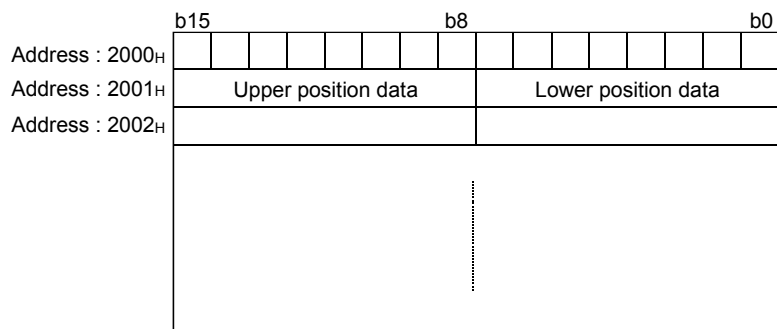 b15 b8 b0
Address : 2000H
Address : 2001H Upper position data Lower position data
Address : 2002H